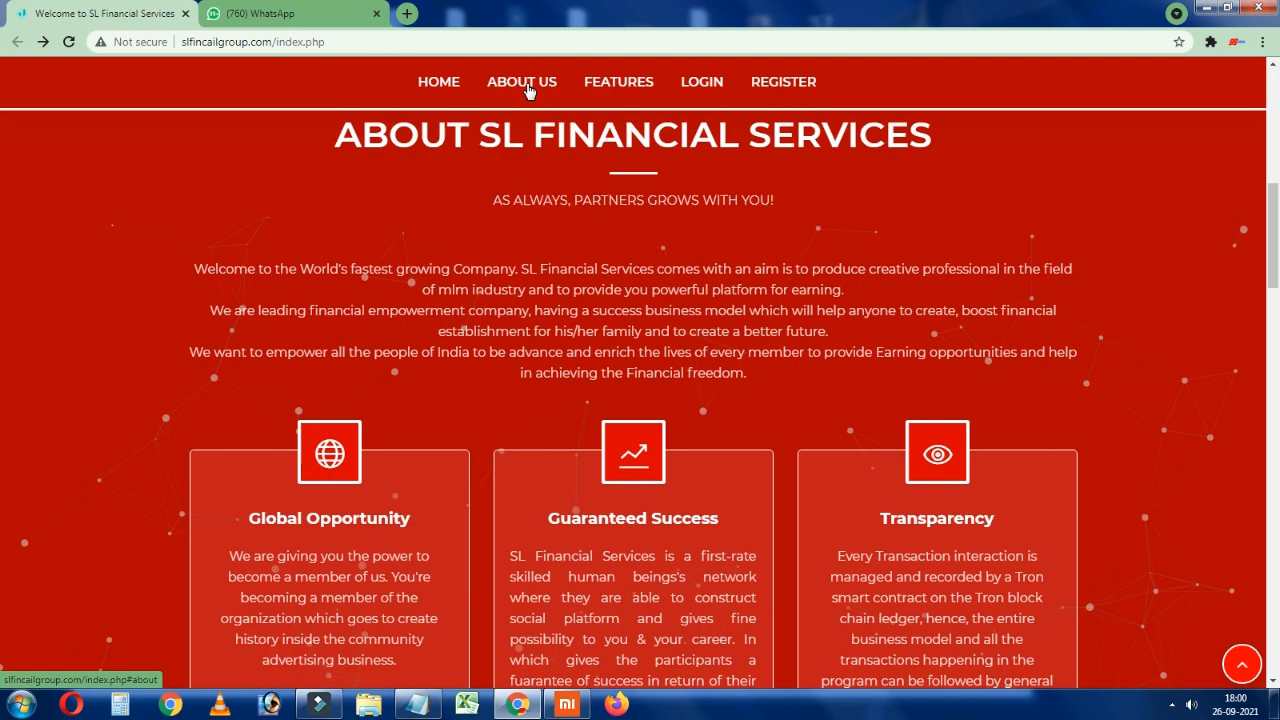 Welcome to SL Financial Services
(760) WhatsApp
Not secure
slfincailgroup.com/index.php
HOME
ABOUT US
FEATURES
LOGIN
REGISTER
ABOUT SL FINANCIAL SERVICES
AS ALWAYS, PARTNERS GROWS WITH YOU!
Welcome to the World's fastest growing Company. SL Financial Services comes with an aim is to produce creative professional in the field
of mlm industry and to provide you powerful platform for earning.
We are leading financial empowerment company, having a success business model which will help anyone to create, boost financial
establishment for his/her family and to create a better future.
We want to empower all the people of India to be advance and enrich the lives of every member to provide Earning opportunities and help
in achieving the Financial freedom.
Global Opportunity
We are giving you the power to
become a member of us. You're
becoming a member of the
organization which goes to create
history inside the community
advertising business.
Guaranteed Success
SL Financial Services is a first-rate
skilled human beings's network
where they are able to construct
social platform and gives fine
possibility to you & your career. In
which gives the participants a
fuarantee of success in return of their
Transparency
Every Transaction interaction is
managed and recorded by a Tron
smart contract on the Tron block
chain ledger,hence, the entire
business model and all the
transactions happening in the
program can be followed by general
slfincailgroup.com/index.php#about
18:00
26-09-2021